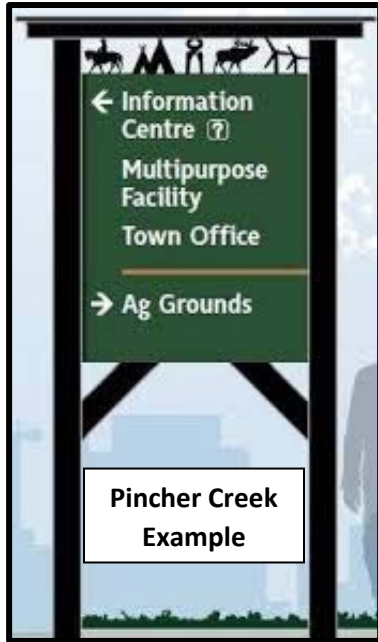 ← Information
Centre ?
Multipurpose
Facility
Town Office
→ Ag Grounds
Pincher Creek
Example